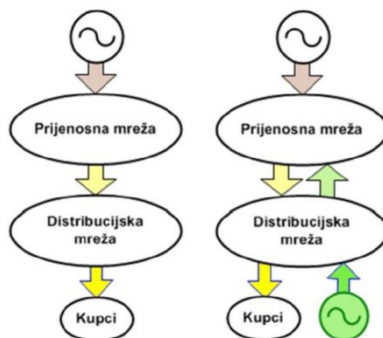 Prijenosna mreža
Distribucijska
mreža
Kupci
Prijenosna mreža
Distribucijska
mreža
Kupci